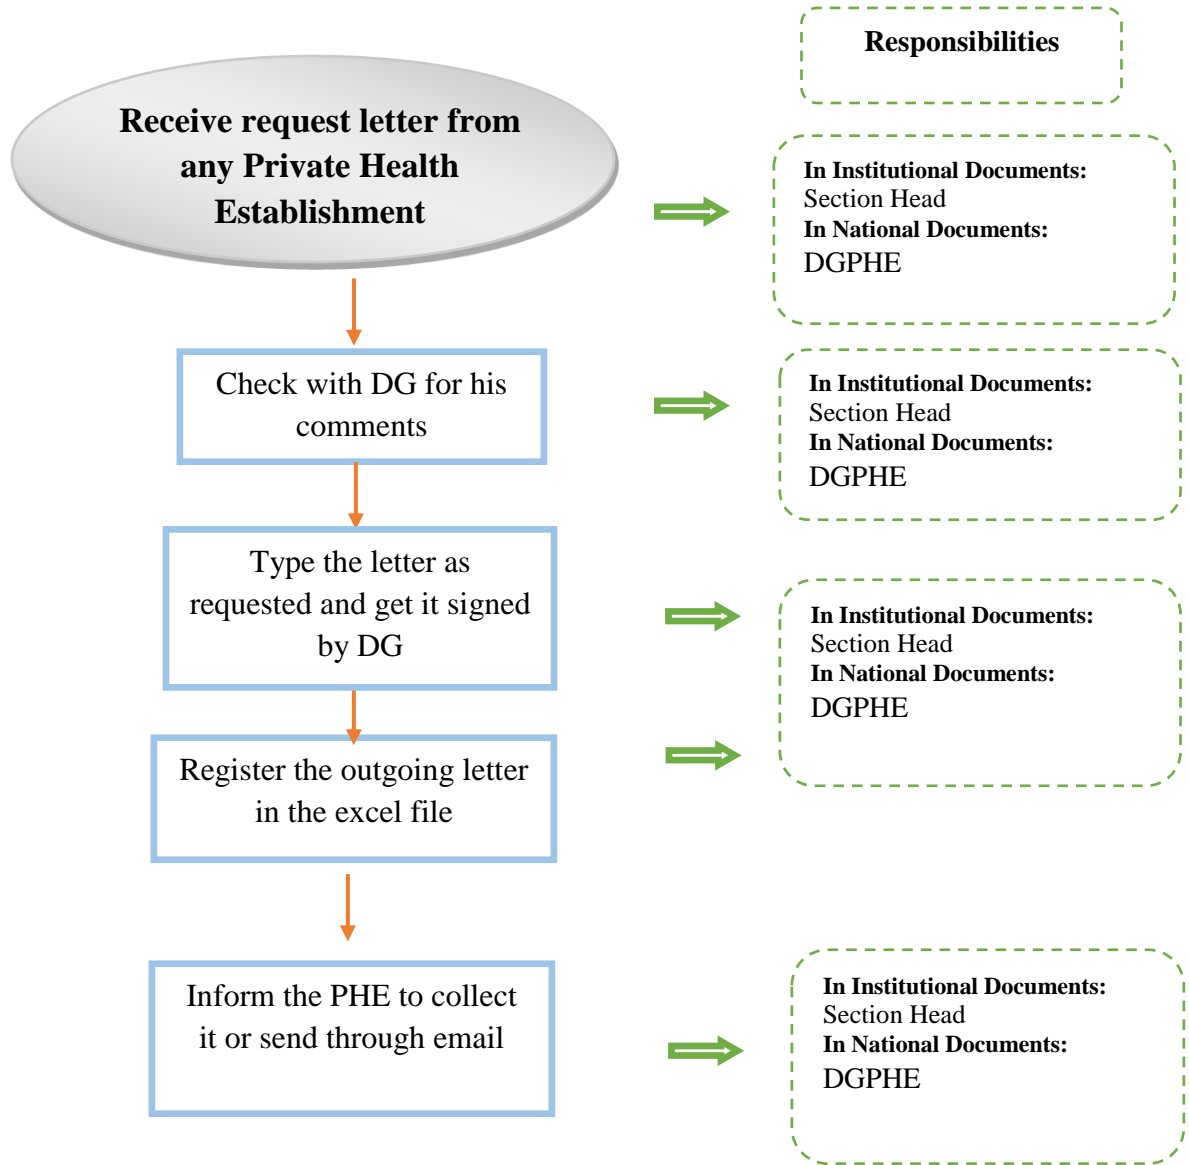 Responsibilities
Receive request letter from
any Private Health
Establishment
In Institutional Documents:
Section Head
In National Documents:
DGPHE
Check with DG for his
comments
In Institutional Documents:
Section Head
In National Documents:
DGPHE
Type the letter as
requested and get it signed
by DG
In Institutional Documents:
Section Head
In National Documents:
DGPHE
Register the outgoing letter
in the excel file
Inform the PHE to collect
it or send through email
In Institutional Documents:
Section Head
In National Documents:
DGPHE